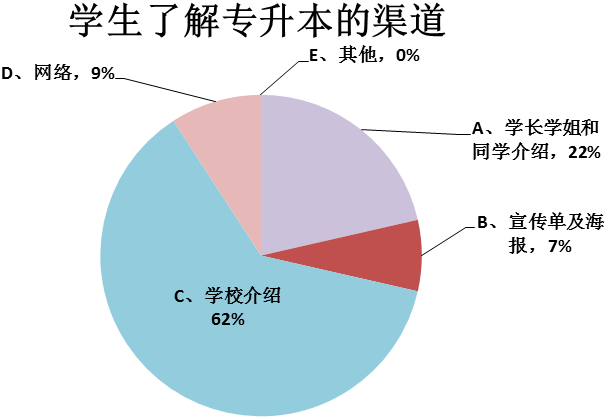 学生了解专升本的渠道
E、其他，0%
D、网络，9%
A、学长学姐和
同学介绍，22%
B、宣传单及海
报，7%
C、学校介绍
62%